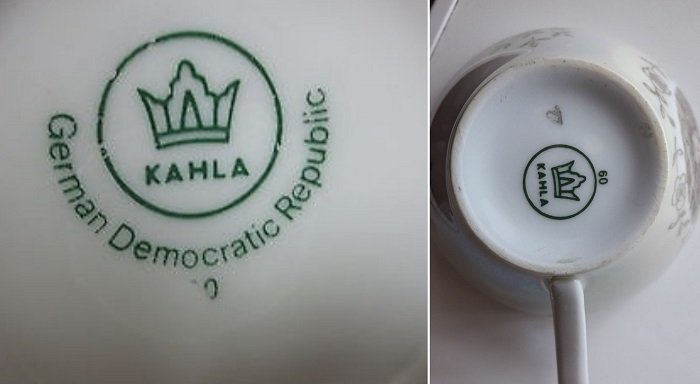 KAHLA
German Democratic Republic
KAHLA
60